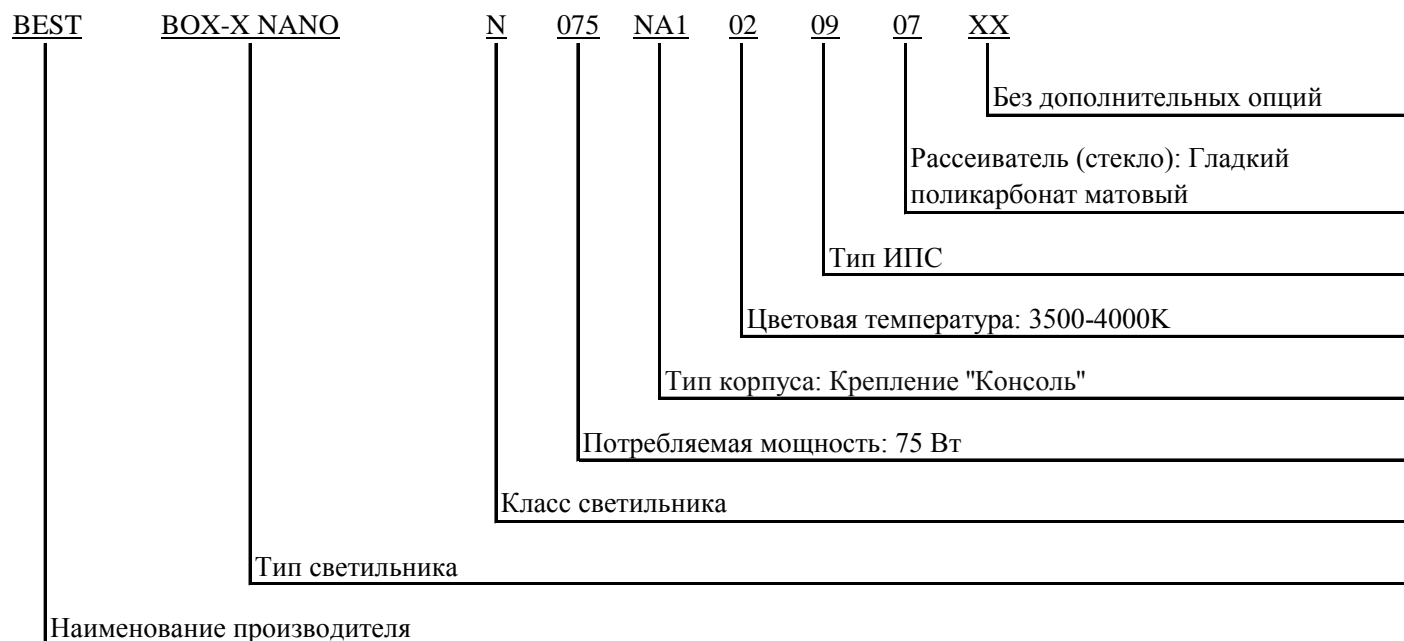 BEST BOX-X NANO N 075 NA1 02 09 07 XX
Без дополнительных опций
Рассеиватель (стекло): Гладкий
поликарбонат матовый
Тип ИПС
Цветовая температура: 3500-4000К
Тип корпуса: Крепление "Консоль"
Потребляемая мощность: 75 Вт
Класс светильника
Тип светильника
Наименование производителя